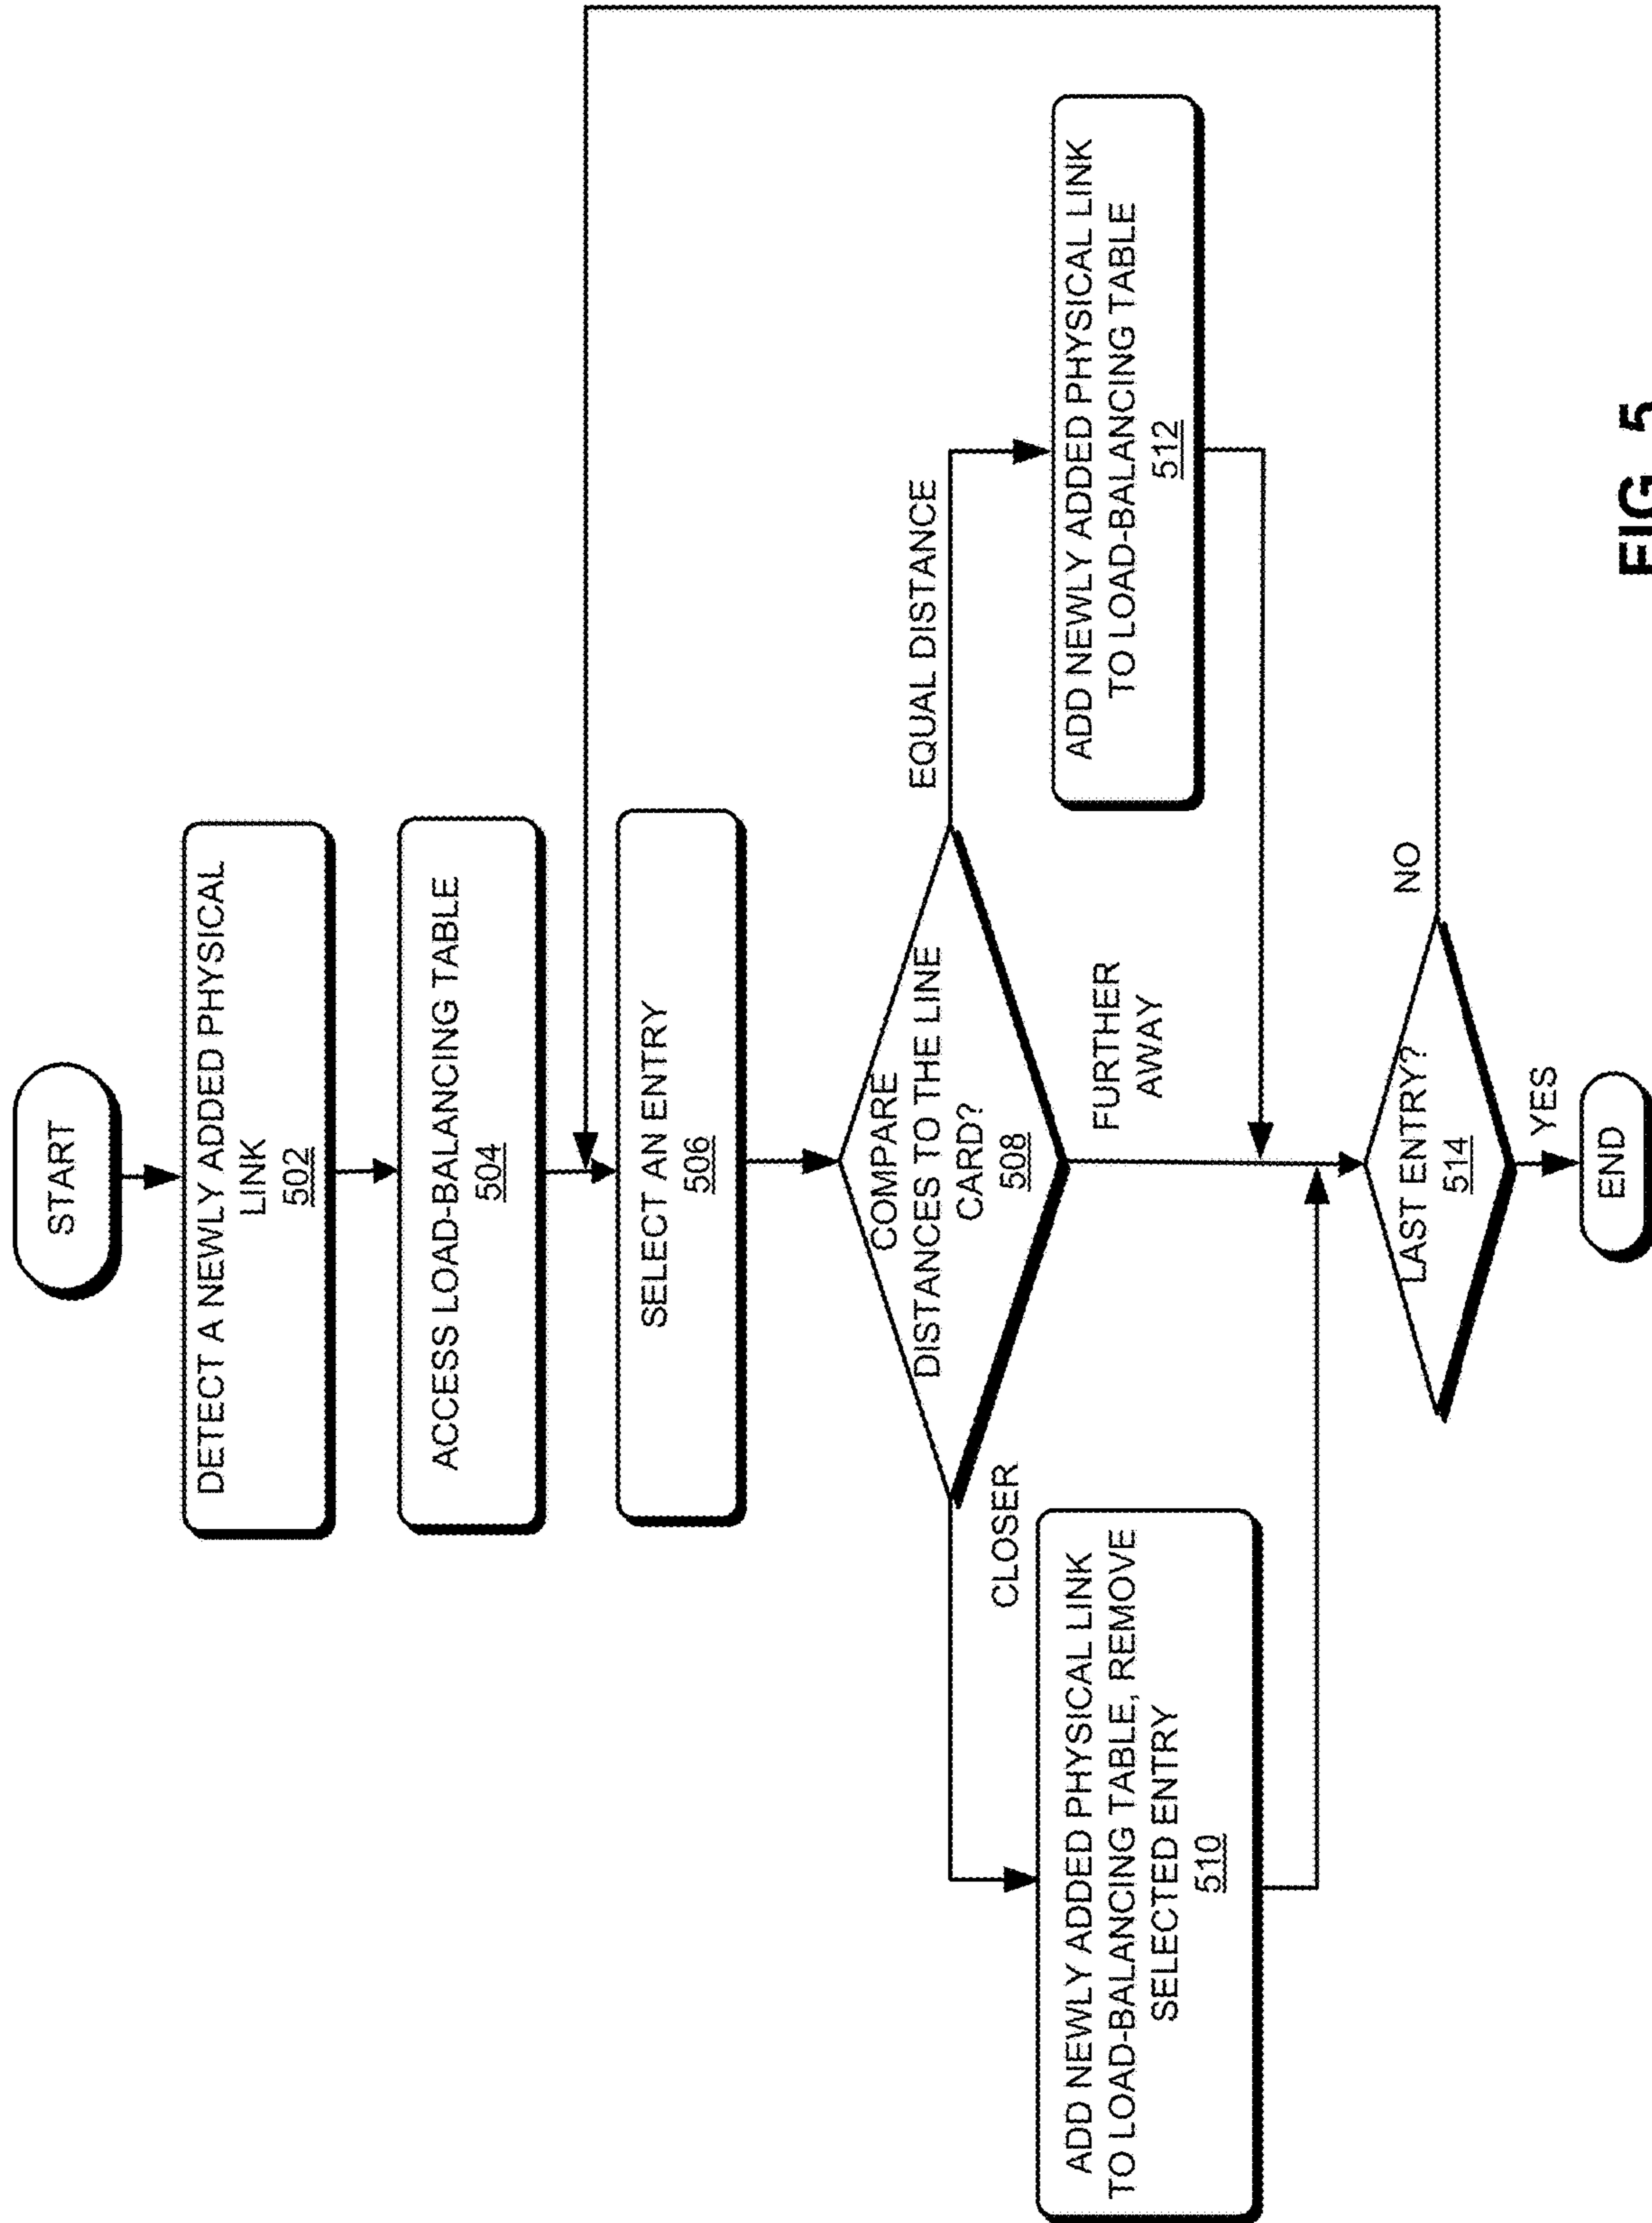 START
DETECT A NEWLY ADDED PHYSICAL
LINK
502
ACCESS LOAD-BALANCING TABLE
504
SELECT AN ENTRY
506
COMPARE
DISTANCES TO THE LINE
CARD?
508
CLOSER
EQUAL DISTANCE
FURTHER
AWAY
ADD NEWLY ADDED PHYSICAL LINK
TO LOAD-BALANCING TABLE, REMOVE
SELECTED ENTRY
510
ADD NEWLY ADDED PHYSICAL LINK
TO LOAD-BALANCING TABLE
512
LAST ENTRY?
514
NO
YES
END
FIG. 5